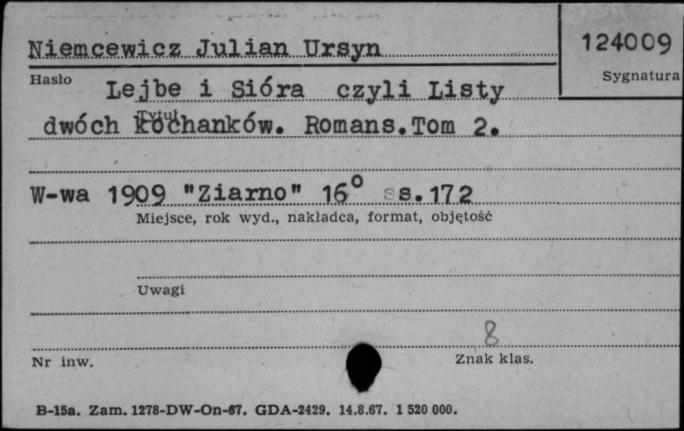 Niemcewicz Julian Ursyn
124009
Hasło
Sygnatura
Lejbe i Sióra czyli Listy
Tytuł
dwóch kochanków. Romans.Tom 2.
W-wa 1909 "Ziarno" 16° s.172
Miejsce, rok wyd., nakładca, format, objętość
Uwagi
8
Nr inw.
Znak klas.
B-15a. Zam. 1278-DW-On-67. GDA-2429. 14.8.67. 1 520 000.